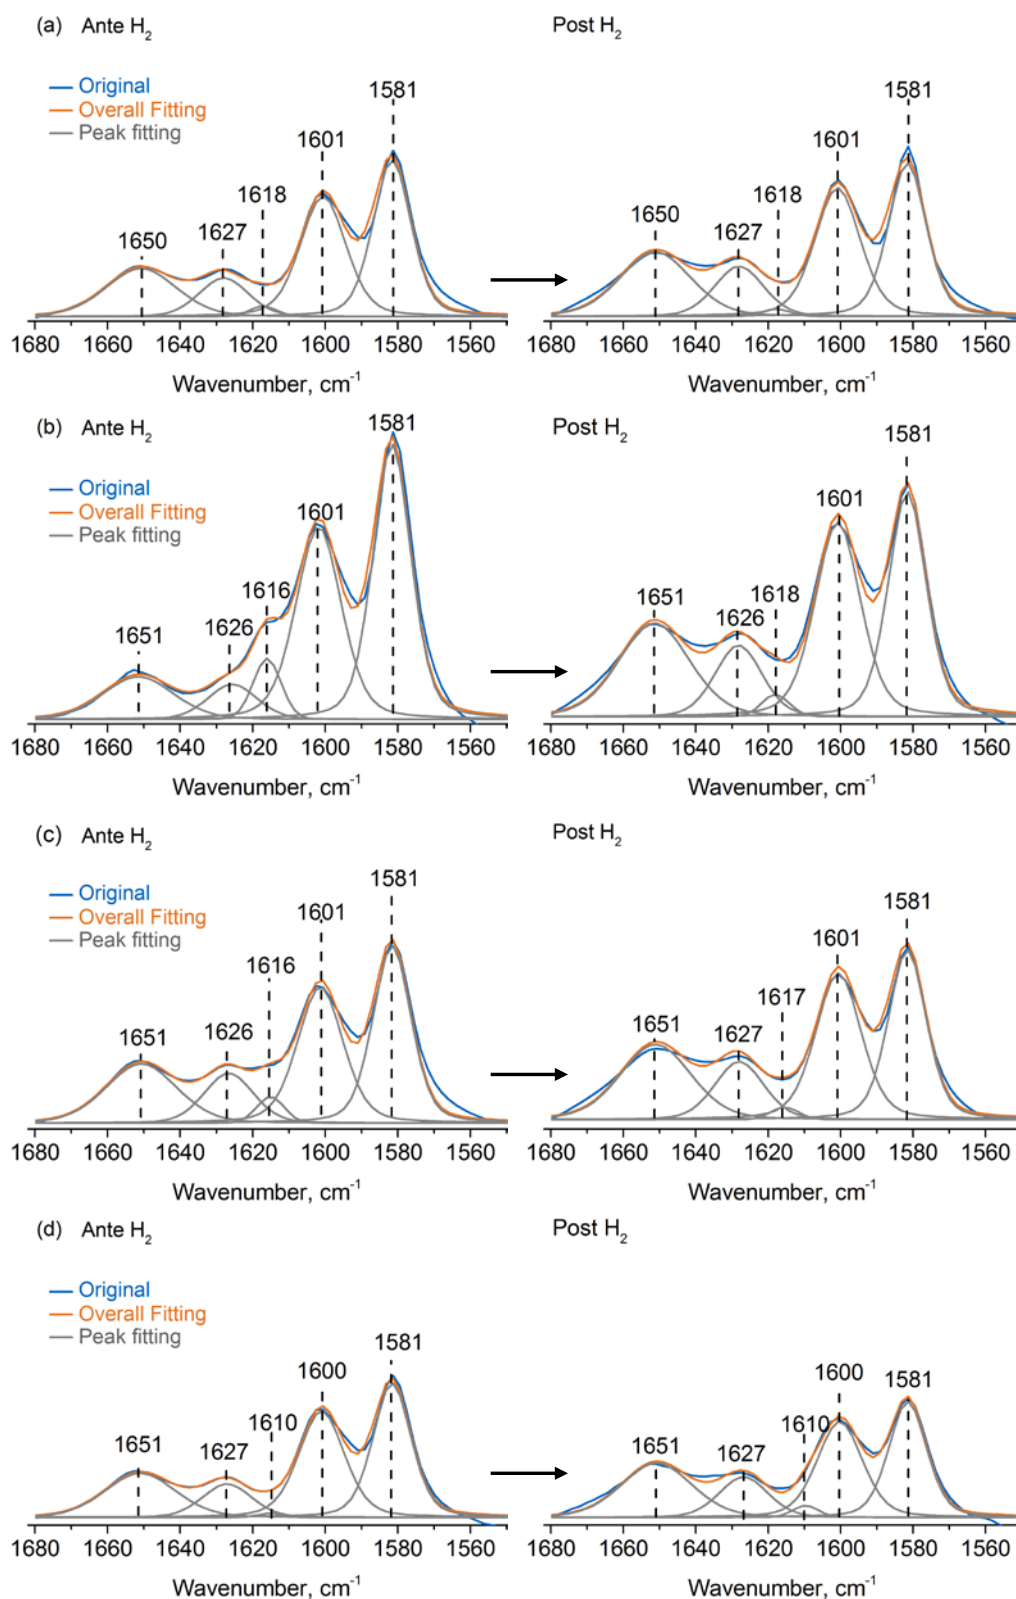 (a) Ante H2
Post H2
Original
Overall Fitting
Peak fitting
1650
1627
1618
1601
1581
1650
1627
1618
1601
1581
1680 1660 1640 1620 1600 1580 1560
1680 1660 1640 1620 1600 1580 1560
Wavenumber, cm-1
Wavenumber, cm-1
(b) Ante H2
Post H2
Original
Overall Fitting
Peak fitting
1651
1626
1616
1601
1581
1651
1626
1618
1601
1581
1680 1660 1640 1620 1600 1580 1560
1680 1660 1640 1620 1600 1580 1560
Wavenumber, cm-1
Wavenumber, cm-1
(c) Ante H2
Post H2
Original
Overall Fitting
Peak fitting
1651
1626
1616
1601
1581
1651
1627
1617
1601
1581
1680 1660 1640 1620 1600 1580 1560
1680 1660 1640 1620 1600 1580 1560
Wavenumber, cm-1
Wavenumber, cm-1
(d) Ante H2
Post H2
Original
Overall Fitting
Peak fitting
1651
1627
1610
1600
1581
1651
1627
1610
1600
1581
1680 1660 1640 1620 1600 1580 1560
1680 1660 1640 1620 1600 1580 1560
Wavenumber, cm-1
Wavenumber, cm-1